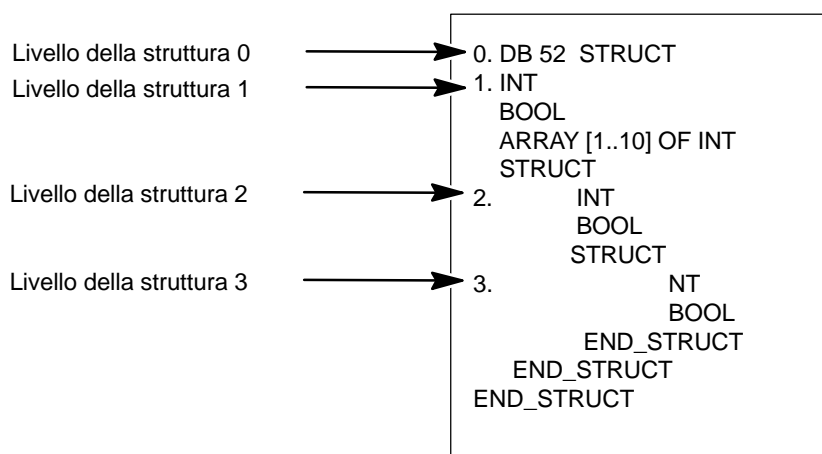 Livello della struttura 0 0. DB 52 STRUCT
Livello della struttura 1 1. INT
BOOL
ARRAY [1..10] OF INT
STRUCT
Livello della struttura 2 2. INT
BOOL
STRUCT
Livello della struttura 3 3. NT
BOOL
END_STRUCT
END_STRUCT
END_STRUCT